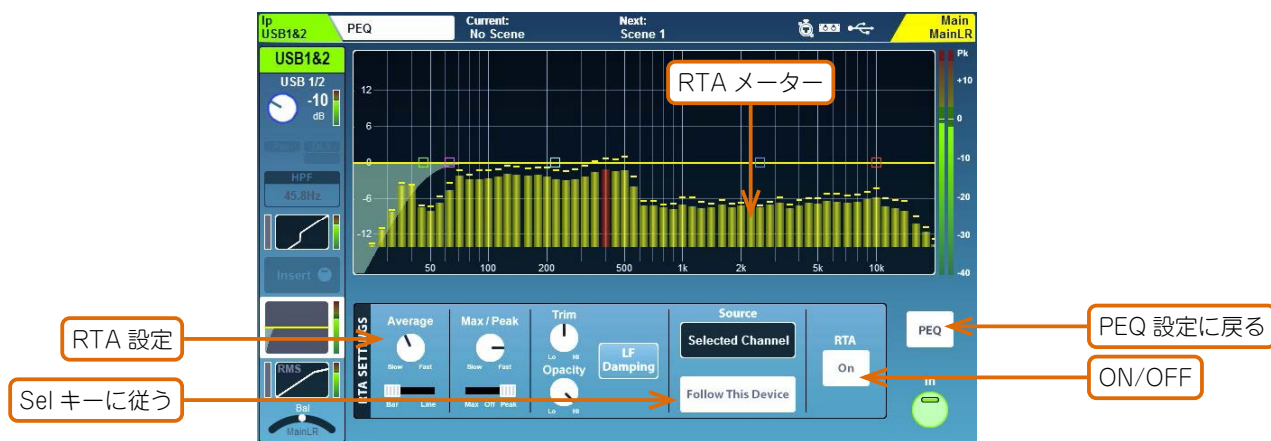 Ip
USB1&2
PEQ
Current:
No Scene
Next:
Scene 1
Main
MainLR
USB1&2
USB 1/2
-10
dB
HPF
45.8Hz
Insert
RMS
Bal
MainLR
12
6
0
-6
-12
50 100 200 500 1k 2k 5k 10k
Pk
+10
0
-10
-20
-30
-40
RTA メーター
RTA SETTINGS
Average
Slow Fast
Bar Line
Max/Peak
Slow Fast
Max Off Peak
Trim
Lo Hi
Opacity
Lo Hi
LF
Damping
Source
Selected Channel
Follow This Device
RTA
On
PEQ
In
RTA 設定
Sel キーに従う
PEQ 設定に戻る
ON/OFF